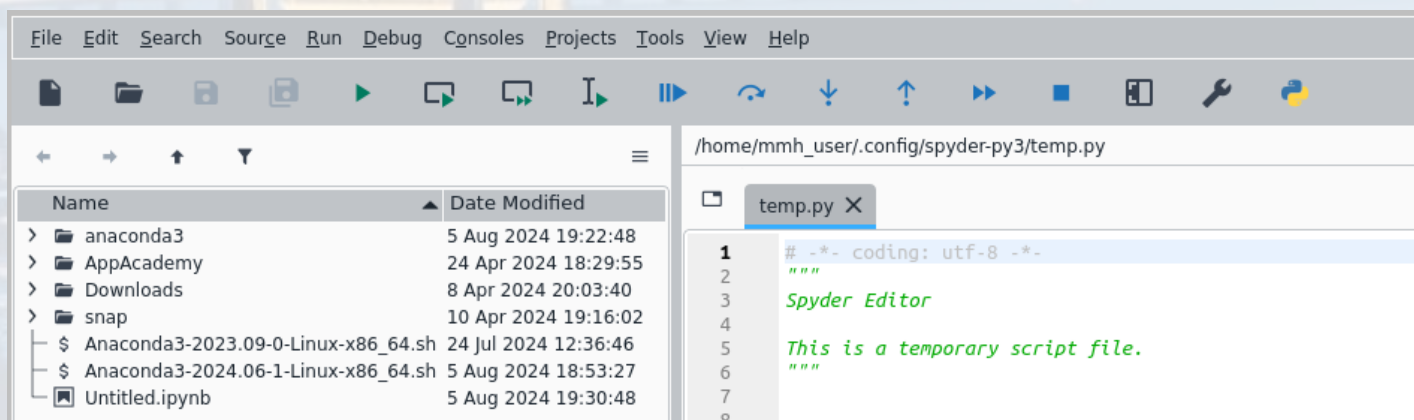 File Edit Search Source Run Debug Consoles Projects Tools View Help
/home/mmh_user/.config/spyder-py3/temp.py
temp.py
Name Date Modified
anaconda3 5 Aug 2024 19:22:48
AppAcademy 24 Apr 2024 18:29:55
Downloads 8 Apr 2024 20:03:40
snap 10 Apr 2024 19:16:02
$ Anaconda3-2023.09-0-Linux-x86_64.sh 24 Jul 2024 12:36:46
$ Anaconda3-2024.06-1-Linux-x86_64.sh 5 Aug 2024 18:53:27
Untitled.ipynb 5 Aug 2024 19:30:48
1 # -*- coding: utf-8 -*-
2 """
3 Spyder Editor
4
5 This is a temporary script file.
6 """
7